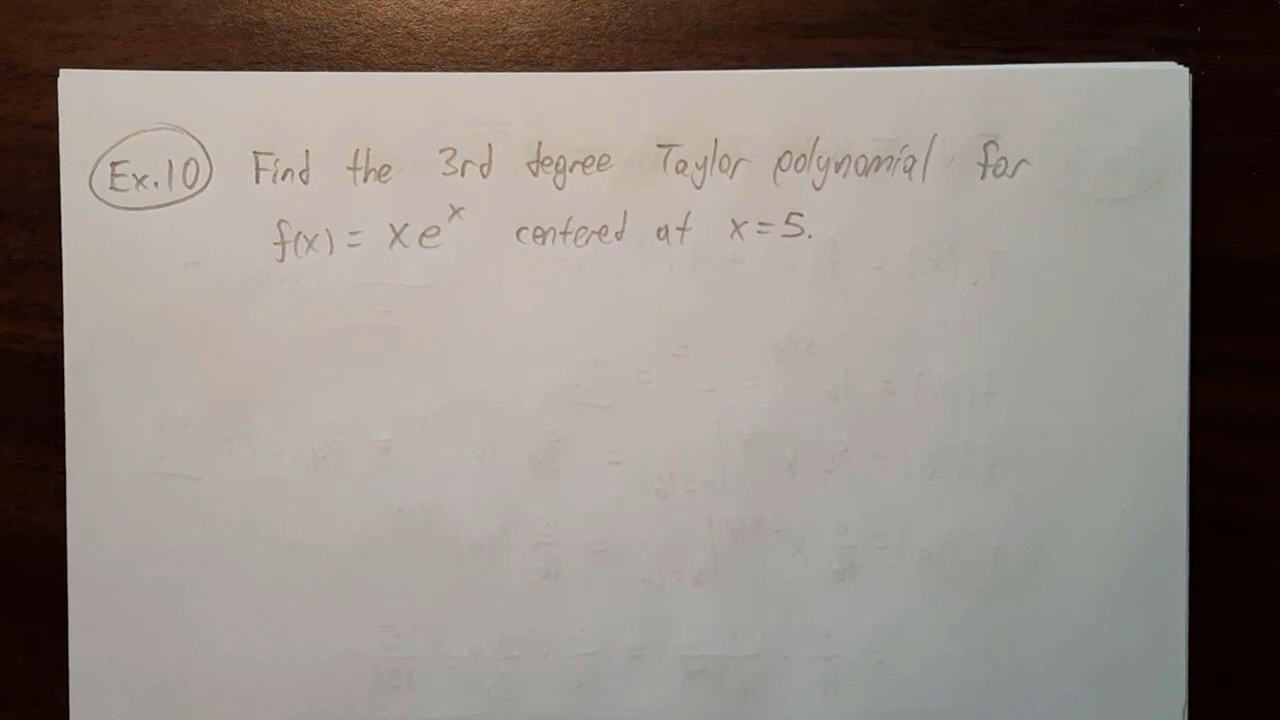 Ex.10 Find the 3rd degree Taylor polynomial for
f(x) = xe^x centered at x=5.